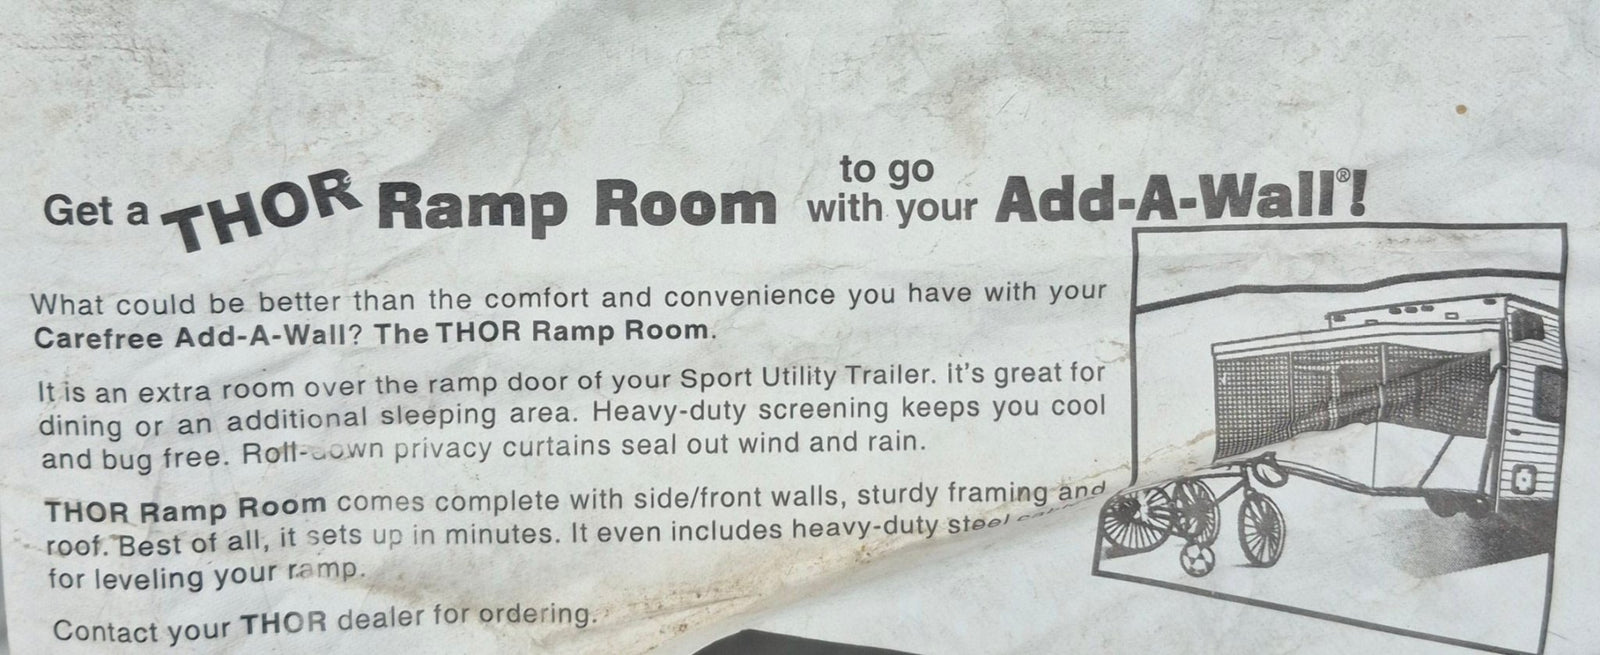 Get a THOR Ramp Room to go with your Add-A-Wall®!
What could be better than the comfort and convenience you have with your
Carefree Add-A-Wall? The THOR Ramp Room.
It is an extra room over the ramp door of your Sport Utility Trailer. It's great for
dining or an additional sleeping area. Heavy-duty screening keeps you cool
and bug free. Roll-down privacy curtains seal out wind and rain.
THOR Ramp Room comes complete with side/front walls, sturdy framing and
roof. Best of all, it sets up in minutes. It even includes heavy-duty steel
for leveling your ramp.
Contact your THOR dealer for ordering.